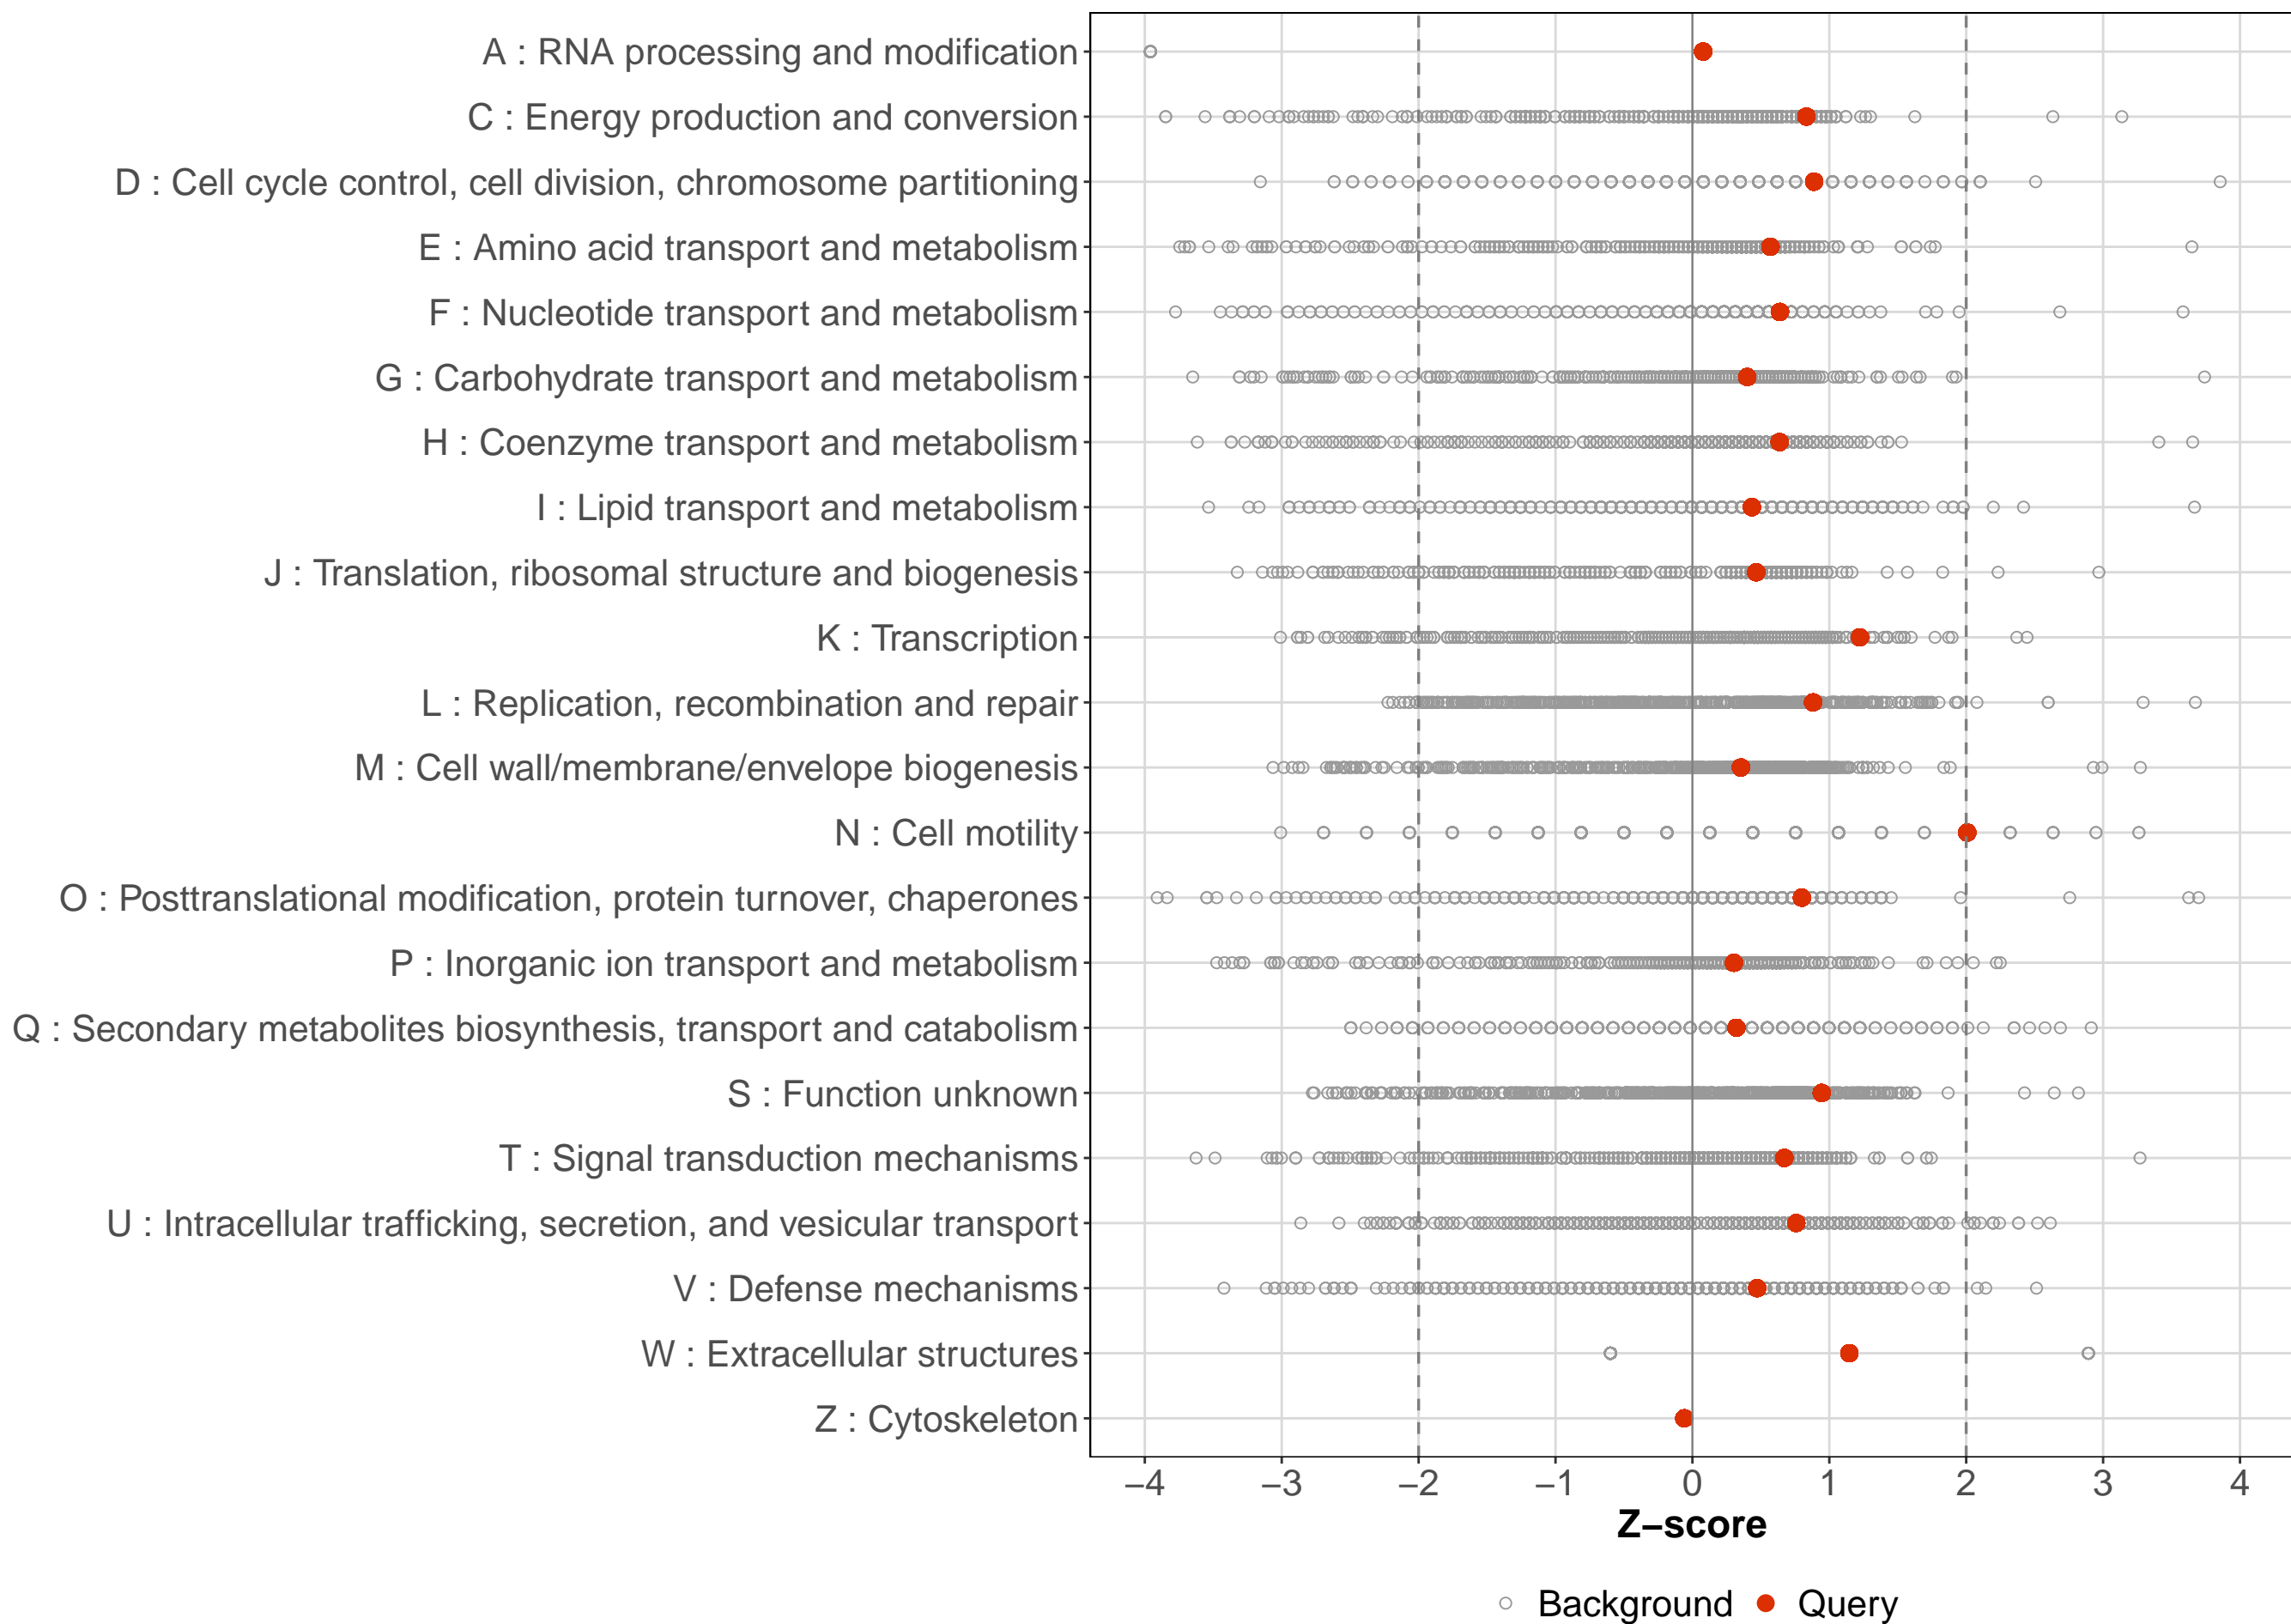 A : RNA processing and modification
C : Energy production and conversion
D : Cell cycle control, cell division, chromosome partitioning
E : Amino acid transport and metabolism
F : Nucleotide transport and metabolism
G : Carbohydrate transport and metabolism
H : Coenzyme transport and metabolism
I : Lipid transport and metabolism
J : Translation, ribosomal structure and biogenesis
K : Transcription
L : Replication, recombination and repair
M : Cell wall/membrane/envelope biogenesis
N : Cell motility
O : Posttranslational modification, protein turnover, chaperones
P : Inorganic ion transport and metabolism
Q : Secondary metabolites biosynthesis, transport and catabolism
S : Function unknown
T : Signal transduction mechanisms
U : Intracellular trafficking, secretion, and vesicular transport
V : Defense mechanisms
W : Extracellular structures
Z : Cytoskeleton
−4 −3 −2 −1 0 1 2 3 4
Z−score
Background Query